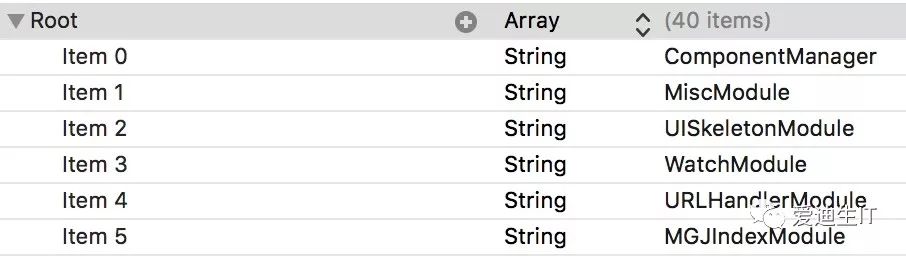 Root Array (40 items)
Item 0 String ComponentManager
Item 1 String MiscModule
Item 2 String UISkeletonModule
Item 3 String WatchModule
Item 4 String URLHandlerModule
爱迪生IT
Item 5 String MGJIndexModule